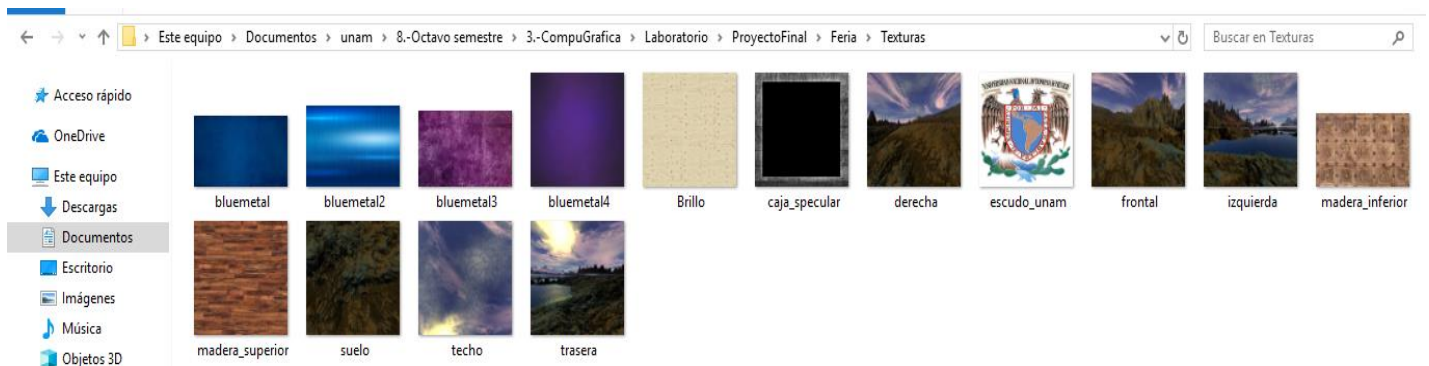 Este equipo > Documentos > unam > 8.-Octavo semestre > 3.-CompuGrafica > Laboratorio > ProyectoFinal > Feria > Texturas
Buscar en Texturas
Acceso rápido
OneDrive
Este equipo
Descargas
Documentos
Escritorio
Imágenes
Música
Objetos 3D
bluemetal bluemetal2 bluemetal3 bluemetal4 Brillo caja_specular derecha escudo_unam frontal izquierda madera_inferior
madera_superior suelo techo trasera